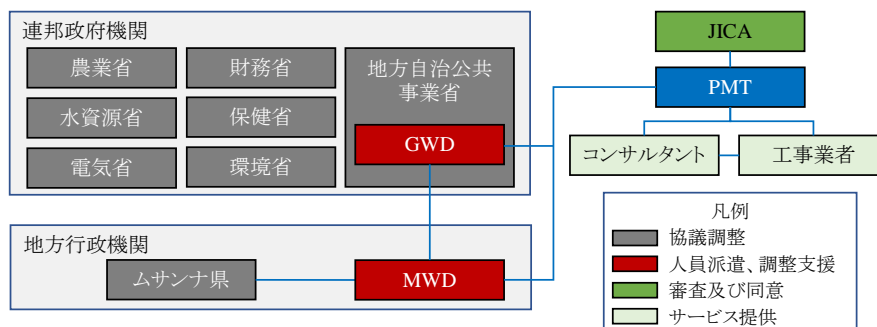 連邦政府機関
農業省
財務省
地方自治公共
事業省
水資源省
保健省
GWD
電気省
環境省
地方行政機関
ムサンナ県
MWD
JICA
PMT
コンサルタント
工事業者
凡例
協議調整
人員派遣、調整支援
審査及び同意
サービス提供